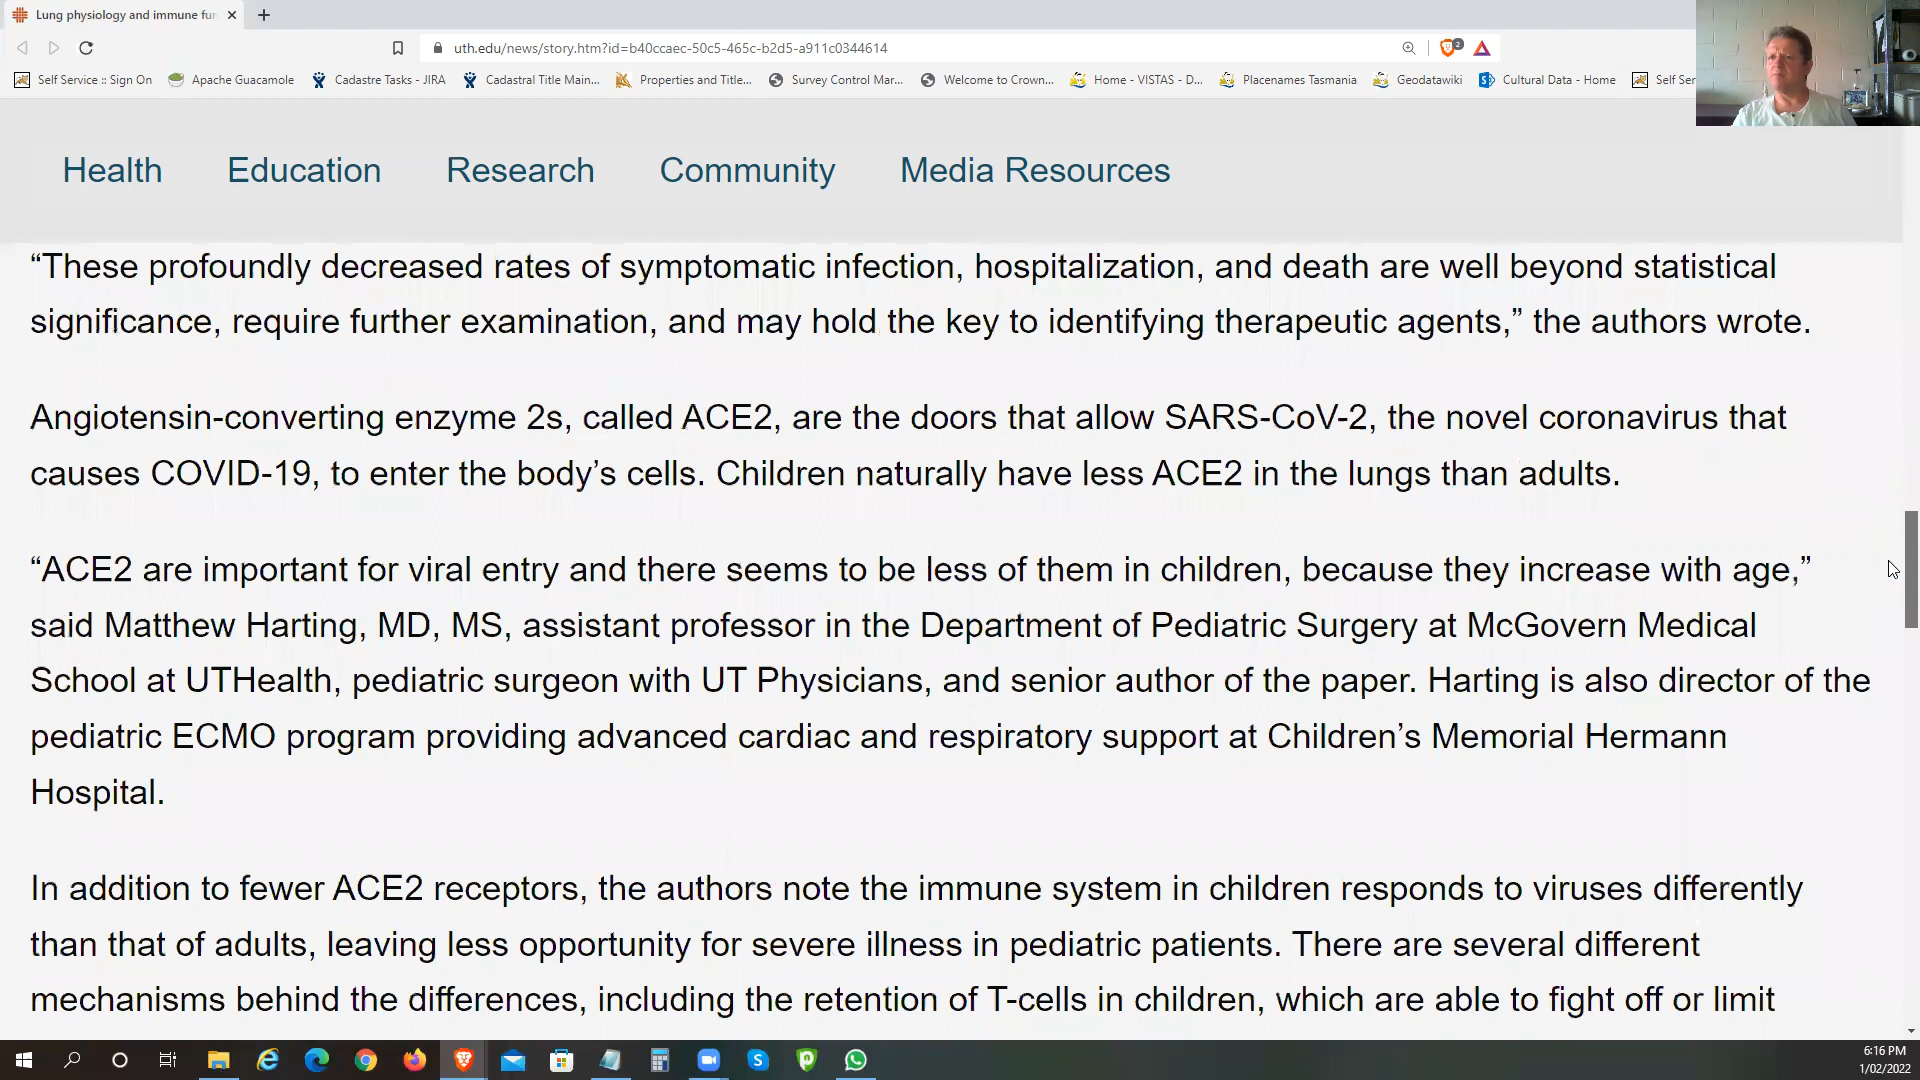 Lung physiology and immune fun
uth.edu/news/story.htm?id=b40ccaec-50c5-465c-b2d5-a911c0344614
2
Self Service :: Sign On Apache Guacamole Cadastre Tasks - JIRA Cadastral Title Main... Properties and Title... Survey Control Mar... Welcome to Crown... Home - VISTAS - D... Placenames Tasmania Geodatawiki Cultural Data - Home Self Ser
Health Education Research Community Media Resources
“These profoundly decreased rates of symptomatic infection, hospitalization, and death are well beyond statistical
significance, require further examination, and may hold the key to identifying therapeutic agents,” the authors wrote.
Angiotensin-converting enzyme 2s, called ACE2, are the doors that allow SARS-CoV-2, the novel coronavirus that
causes COVID-19, to enter the body’s cells. Children naturally have less ACE2 in the lungs than adults.
“ACE2 are important for viral entry and there seems to be less of them in children, because they increase with age,”
said Matthew Harting, MD, MS, assistant professor in the Department of Pediatric Surgery at McGovern Medical
School at UTHealth, pediatric surgeon with UT Physicians, and senior author of the paper. Harting is also director of the
pediatric ECMO program providing advanced cardiac and respiratory support at Children’s Memorial Hermann
Hospital.
In addition to fewer ACE2 receptors, the authors note the immune system in children responds to viruses differently
than that of adults, leaving less opportunity for severe illness in pediatric patients. There are several different
mechanisms behind the differences, including the retention of T-cells in children, which are able to fight off or limit
6:16 PM
1/02/2022